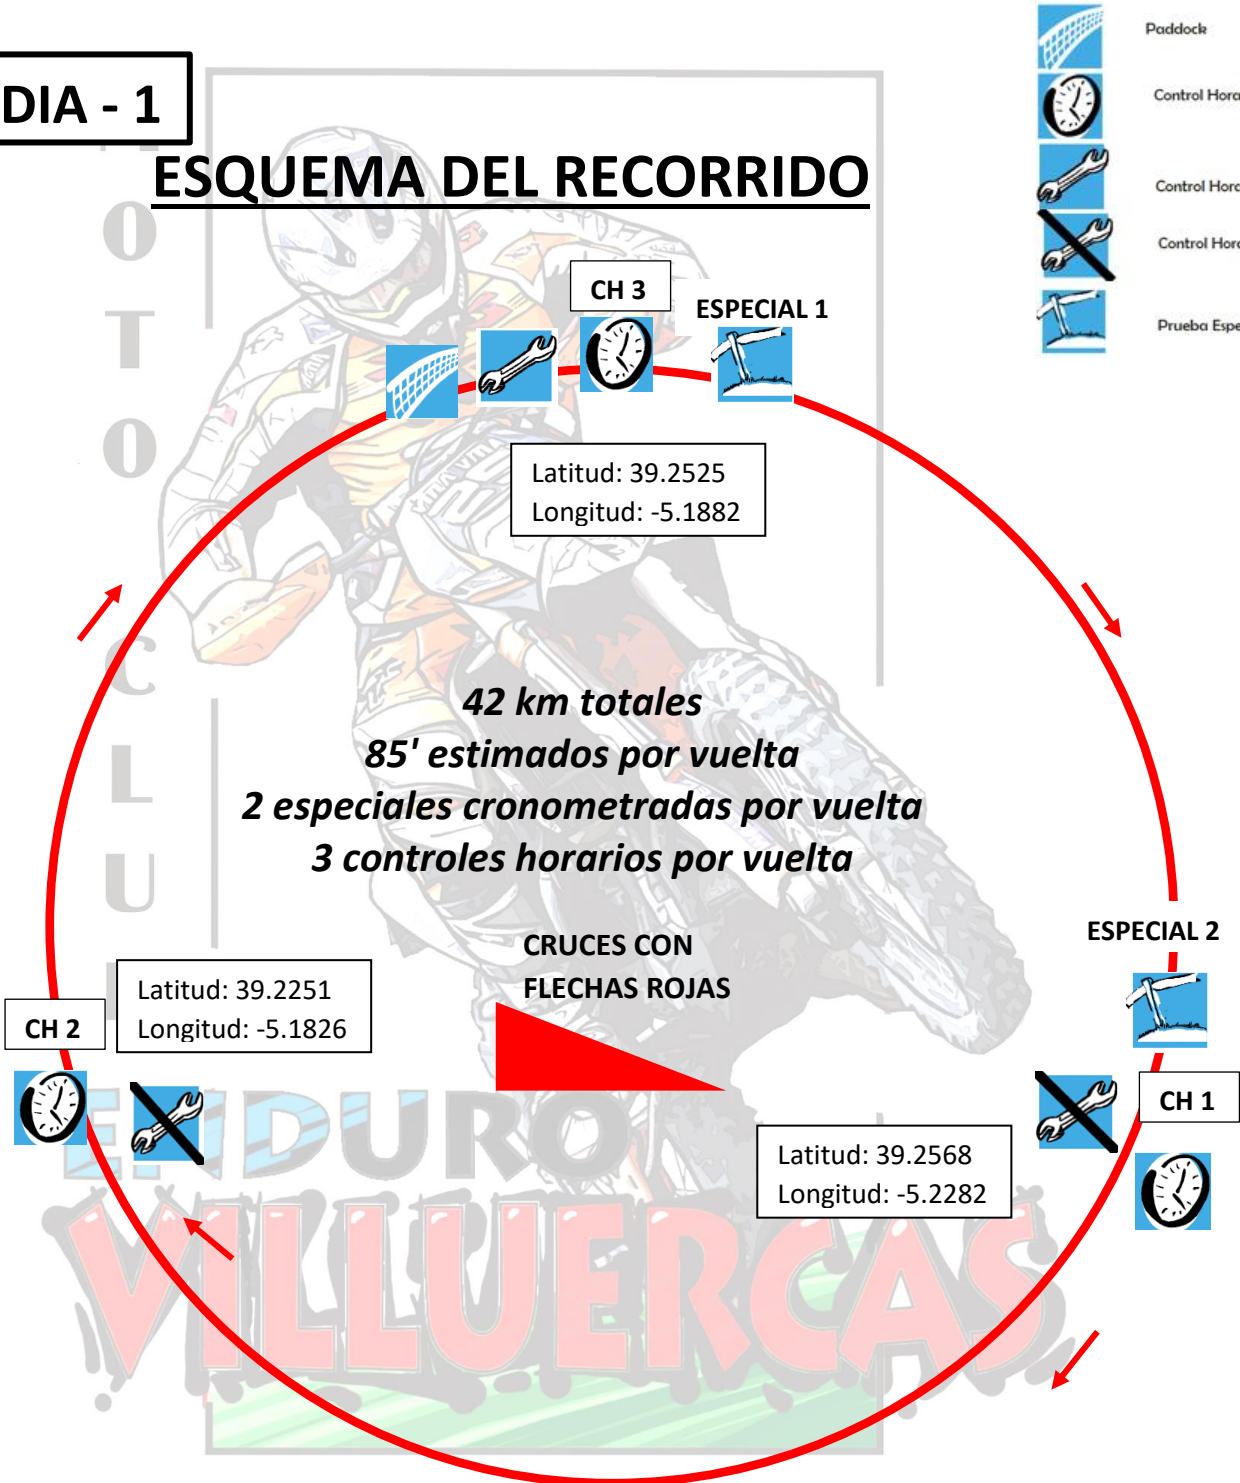 DIA - 1
ESQUEMA DEL RECORRIDO
Paddock
Control Hora
Control Hora
Control Hora
Prueba Espe
CH 3
ESPECIAL 1
Latitud: 39.2525
Longitud: -5.1882
42 km totales
85' estimados por vuelta
2 especiales cronometradas por vuelta
3 controles horarios por vuelta
CRUCES CON
FLECHAS ROJAS
ESPECIAL 2
Latitud: 39.2251
Longitud: -5.1826
CH 2
CH 1
Latitud: 39.2568
Longitud: -5.2282
O
T
O
C
L
U
ENDURO
VILLUERCAS